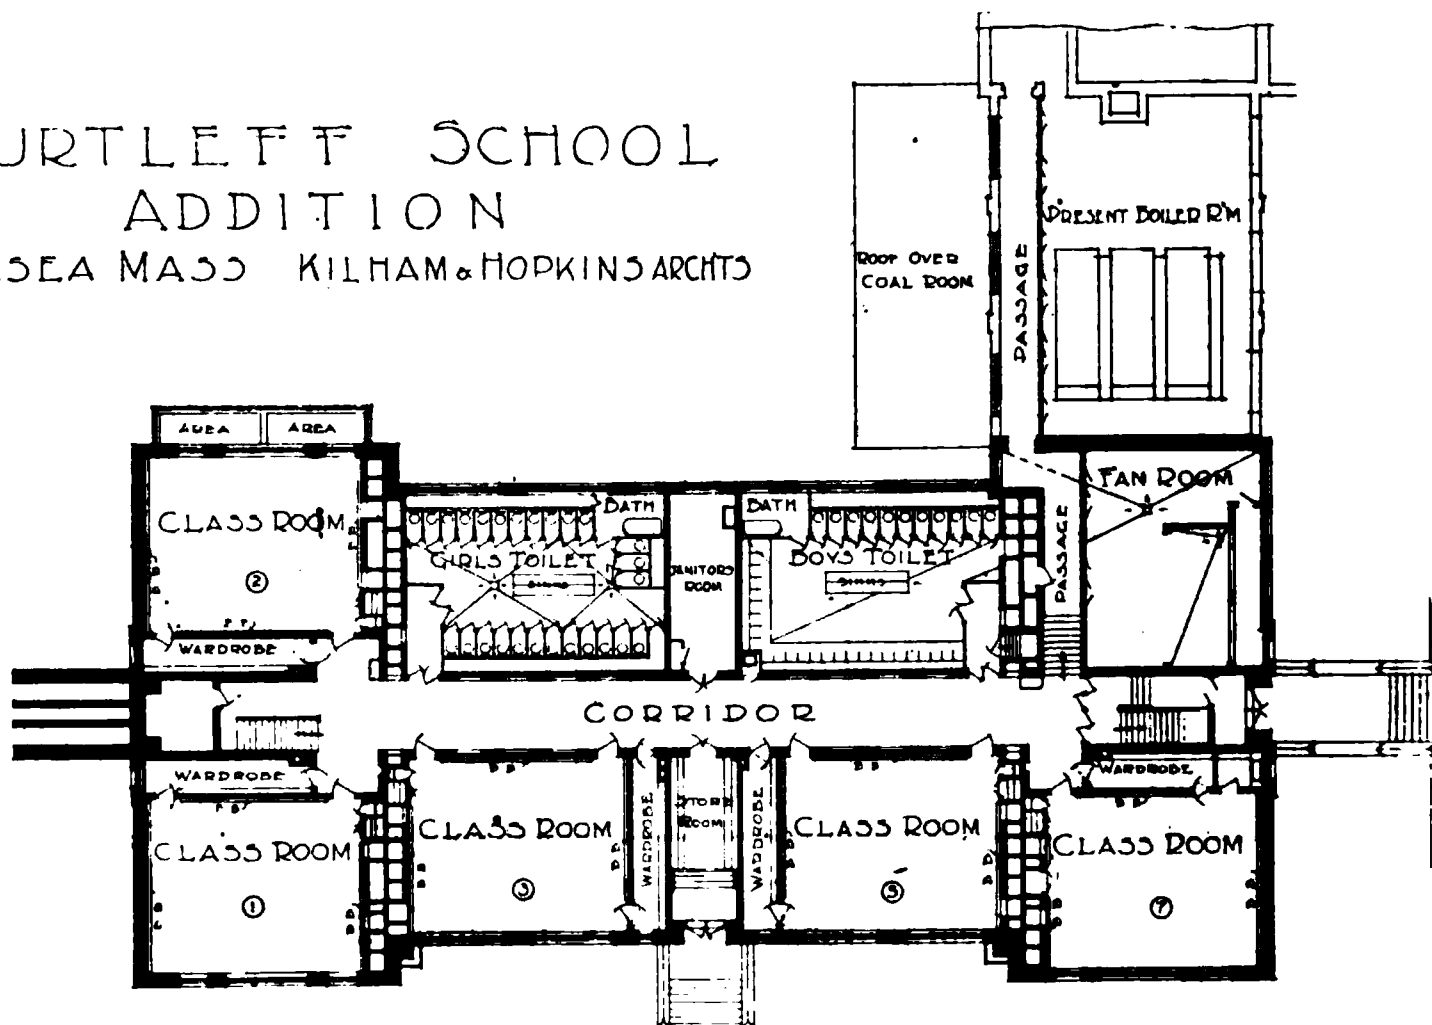 URTLEFF SCHOOL
ADDITION
SEA MASS KILHAM & HOPKINS ARCHTS
PRESENT BOILER R'M
ROOF OVER
COAL ROOM
PASSAGE
AREA
AREA
FAN ROOM
CLASS ROOM
2
BATH
BATH
GIRLS TOILET
BOYS TOILET
JANITORS
ROOM
PASSAGE
WARDROBE
CORRIDOR
WARDROBE
WARDROBE
CLASS ROOM
1
CLASS ROOM
3
WARDROBE
STORE
ROOM
WARDROBE
CLASS ROOM
5
CLASS ROOM
7